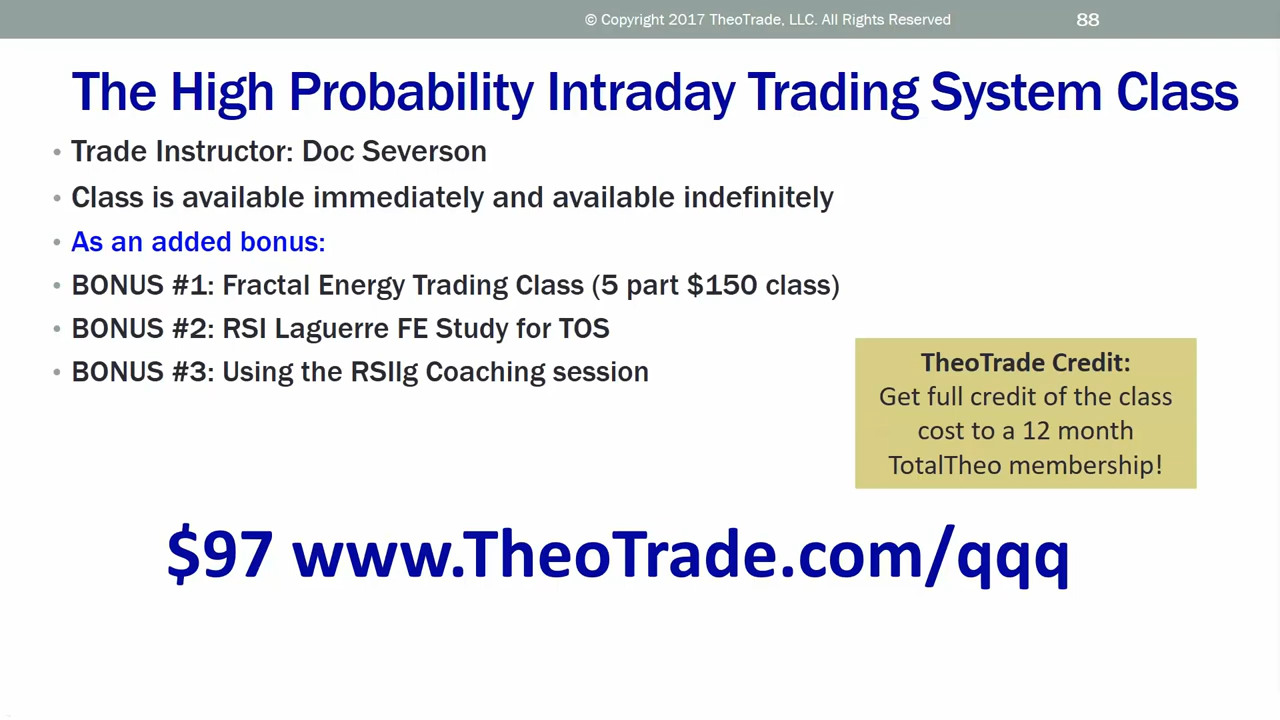 © Copyright 2017 TheoTrade, LLC. All Rights Reserved
88
The High Probability Intraday Trading System Class
• Trade Instructor: Doc Severson
• Class is available immediately and available indefinitely
• As an added bonus:
• BONUS #1: Fractal Energy Trading Class (5 part $150 class)
• BONUS #2: RSI Laguerre FE Study for TOS
• BONUS #3: Using the RSIlg Coaching session
TheoTrade Credit:
Get full credit of the class
cost to a 12 month
TotalTheo membership!
$97 www.TheoTrade.com/qqq